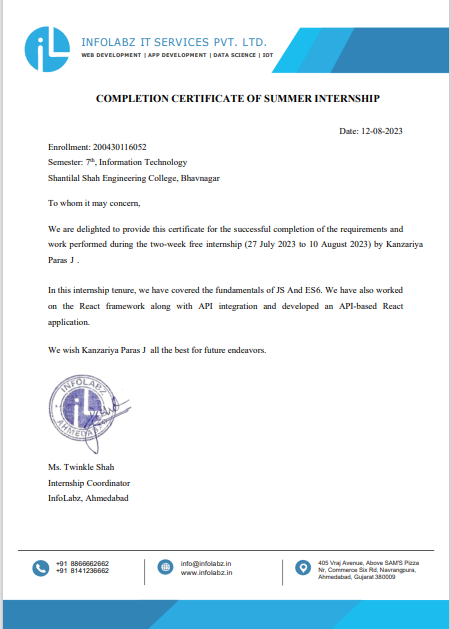 INFOLABZ IT SERVICES PVT. LTD.
WEB DEVELOPMENT | APP DEVELOPMENT | DATA SCIENCE | IOT
COMPLETION CERTIFICATE OF SUMMER INTERNSHIP
Date: 12-08-2023
Enrollment: 200430116052
Semester: 7th, Information Technology
Shantilal Shah Engineering College, Bhavnagar
To whom it may concern,
We are delighted to provide this certificate for the successful completion of the requirements and
work performed during the two-week free internship (27 July 2023 to 10 August 2023) by Kanzariya
Paras J .
In this internship tenure, we have covered the fundamentals of JS And ES6. We have also worked
on the React framework along with API integration and developed an API-based React
application.
We wish Kanzariya Paras J all the best for future endeavors.
INFOLABZ
AHMEDABAD
Ms. Twinkle Shah
Internship Coordinator
InfoLabz, Ahmedabad
+91 8866662662
+91 8141236662
info@infolabz.in
www.infolabz.in
405 Vraj Avenue, Above SAM'S Pizza
Nr, Commerce Six Rd, Navrangpura,
Ahmedabad, Gujarat 380009